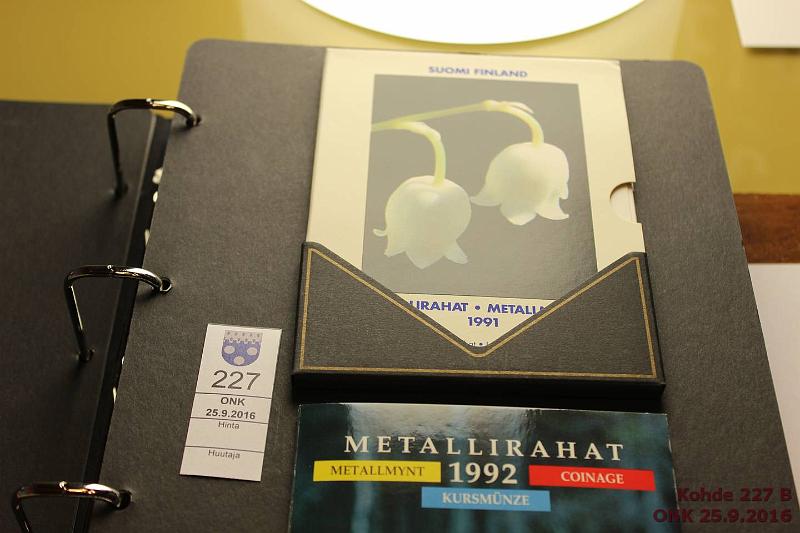 SUOMI FINLAND
LIRAHAT • METALL
1991
227
ONK
25.9.2016
Hinta
Huutaja
METALLIRAHAT
METALLMYNT 1992 COINAGE
KURSMÜNZE
Kohde 227 B
ONK 25.9.2016